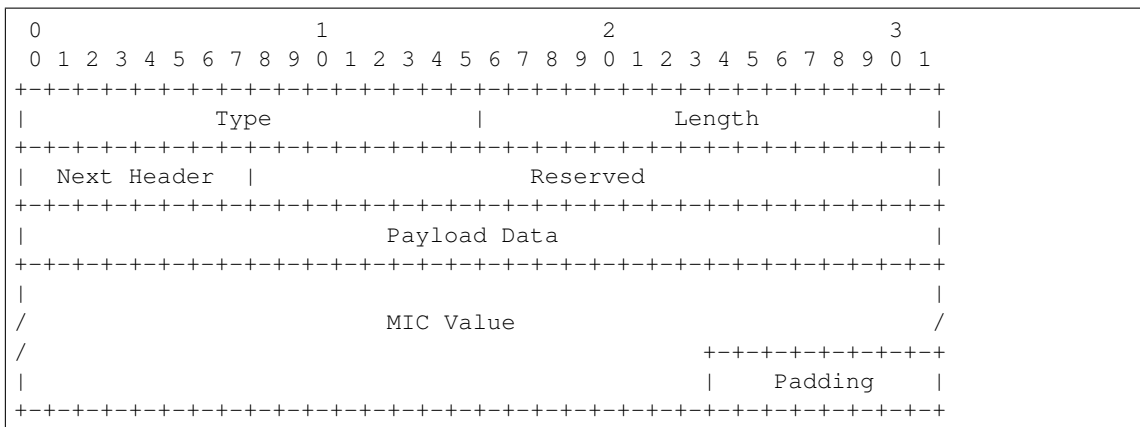 0                   1                   2                   3
 0 1 2 3 4 5 6 7 8 9 0 1 2 3 4 5 6 7 8 9 0 1 2 3 4 5 6 7 8 9 0 1
+-+-+-+-+-+-+-+-+-+-+-+-+-+-+-+-+-+-+-+-+-+-+-+-+-+-+-+-+-+-+-+-+
|             Type              |             Length            |
+-+-+-+-+-+-+-+-+-+-+-+-+-+-+-+-+-+-+-+-+-+-+-+-+-+-+-+-+-+-+-+-+
|  Next Header  |                   Reserved                    |
+-+-+-+-+-+-+-+-+-+-+-+-+-+-+-+-+-+-+-+-+-+-+-+-+-+-+-+-+-+-+-+-+
|                         Payload Data                          |
+-+-+-+-+-+-+-+-+-+-+-+-+-+-+-+-+-+-+-+-+-+-+-+-+-+-+-+-+-+-+-+-+
|                                                               |
/                         MIC Value                             /
/                                               +-+-+-+-+-+-+-+-+
|                                               |    Padding    |
+-+-+-+-+-+-+-+-+-+-+-+-+-+-+-+-+-+-+-+-+-+-+-+-+-+-+-+-+-+-+-+-+